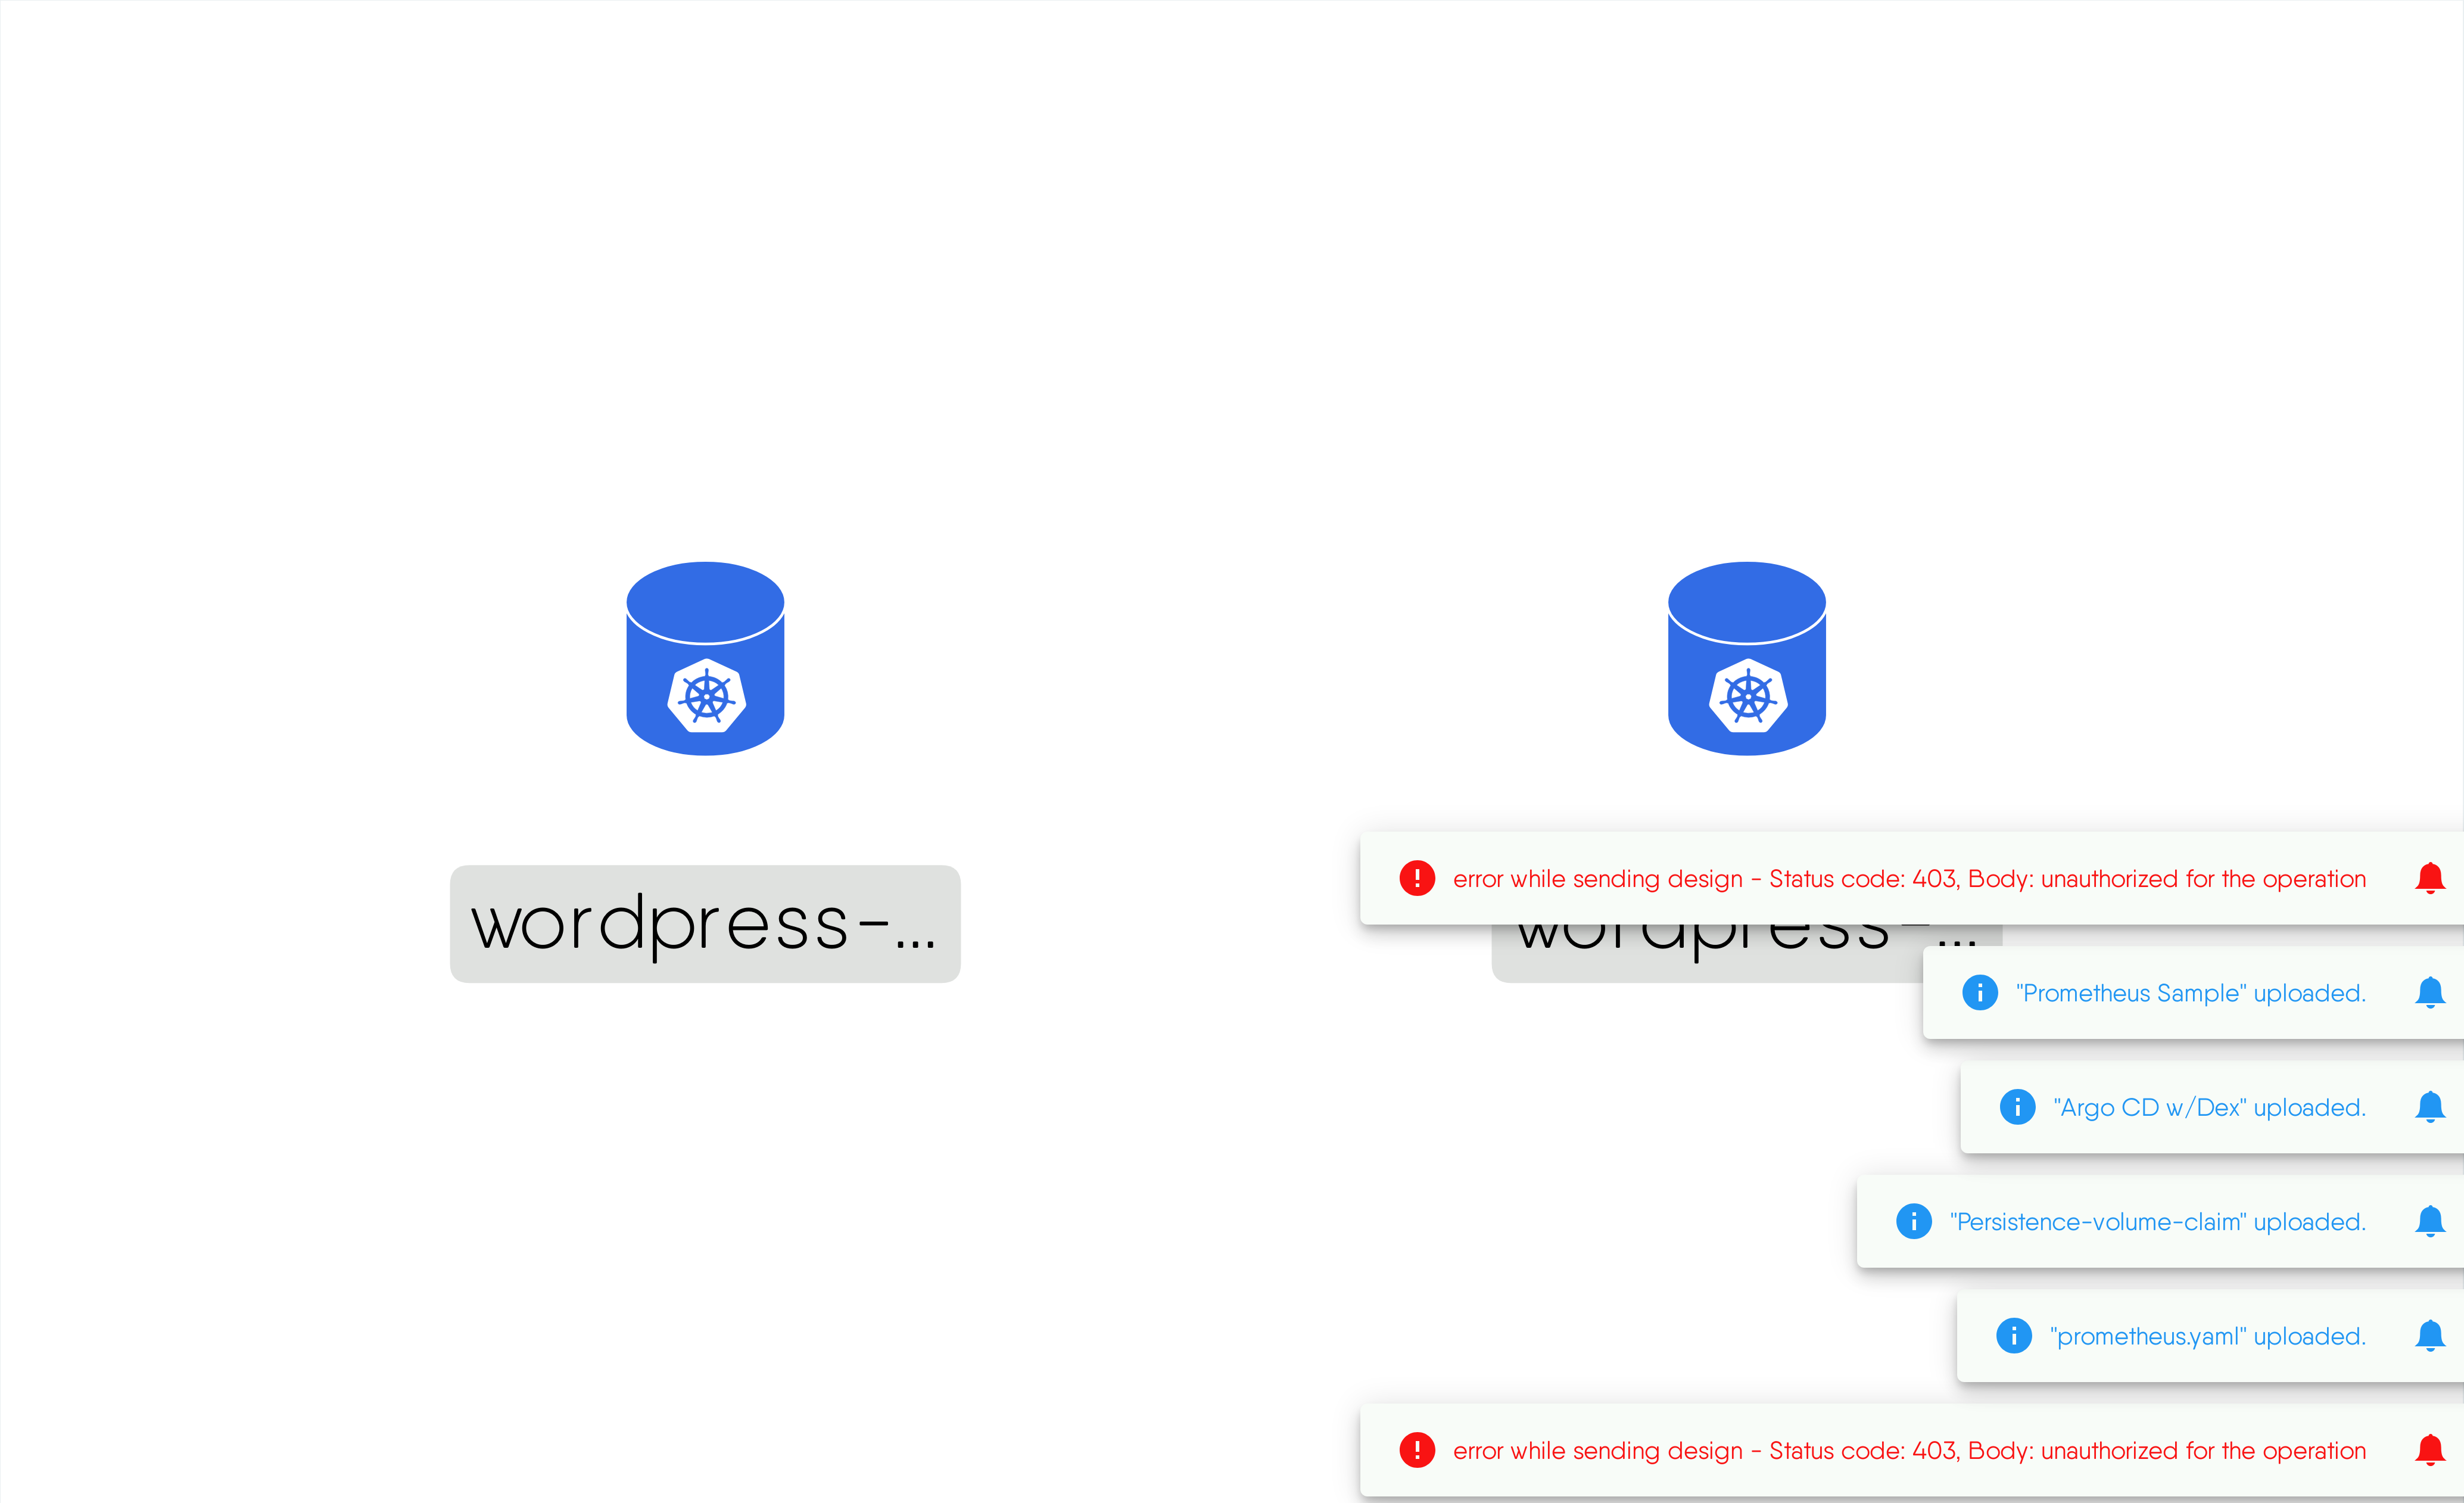 wordpress-...
error while sending design - Status code: 403, Body: unauthorized for the operation
wordpress-...
"Prometheus Sample" uploaded.
"Argo CD w/Dex" uploaded.
"Persistence-volume-claim" uploaded.
"prometheus.yaml" uploaded.
error while sending design - Status code: 403, Body: unauthorized for the operation